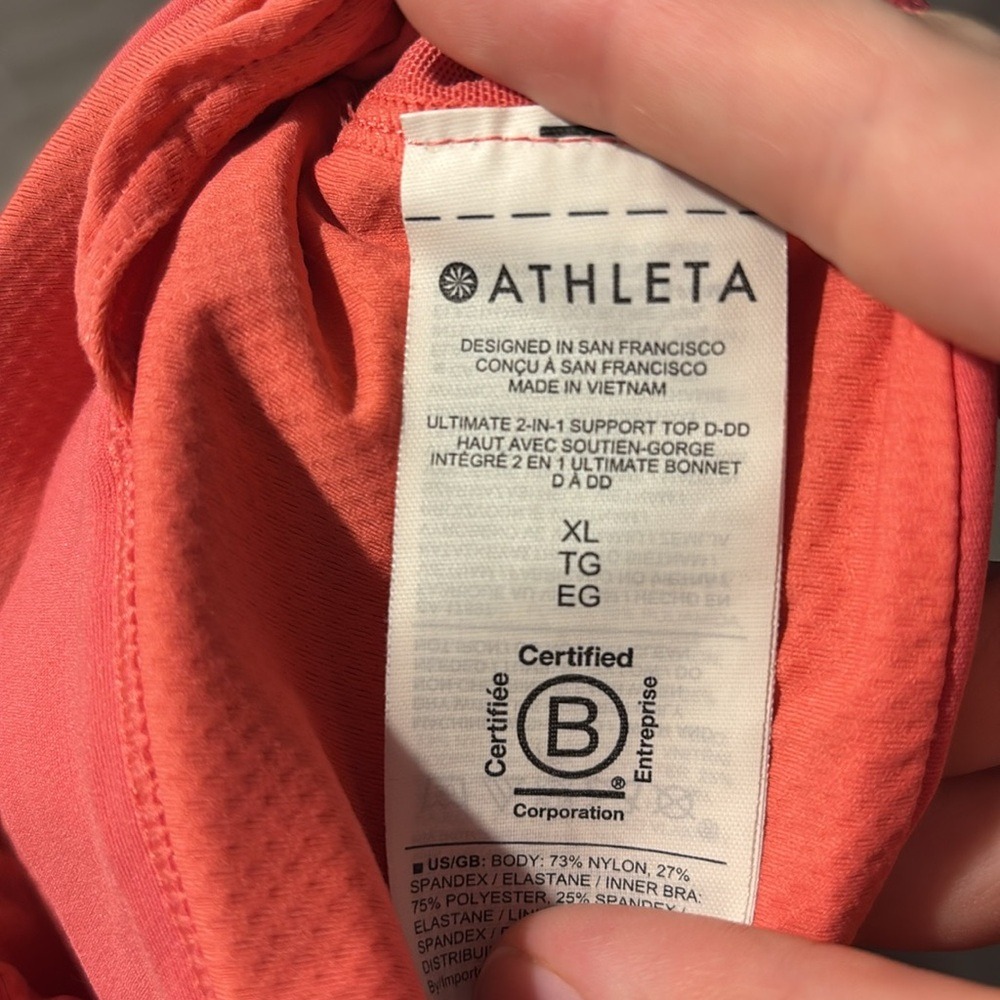 ATHLETA
DESIGNED IN SAN FRANCISCO
CONÇU À SAN FRANCISCO
MADE IN VIETNAM
ULTIMATE 2-IN-1 SUPPORT TOP D-DD
HAUT AVEC SOUTIEN-GORGE
INTÉGRÉ 2 EN 1 ULTIMATE BONNET
D À DD
XL
TG
EG
Certified
Certifiée
B
Entreprise
®
Corporation
US/GB: BODY: 73% NYLON, 27%
SPANDEX / ELASTANE / INNER BRA:
75% POLYESTER, 25% SPANDEX /
ELASTANE /
SPANDEX /